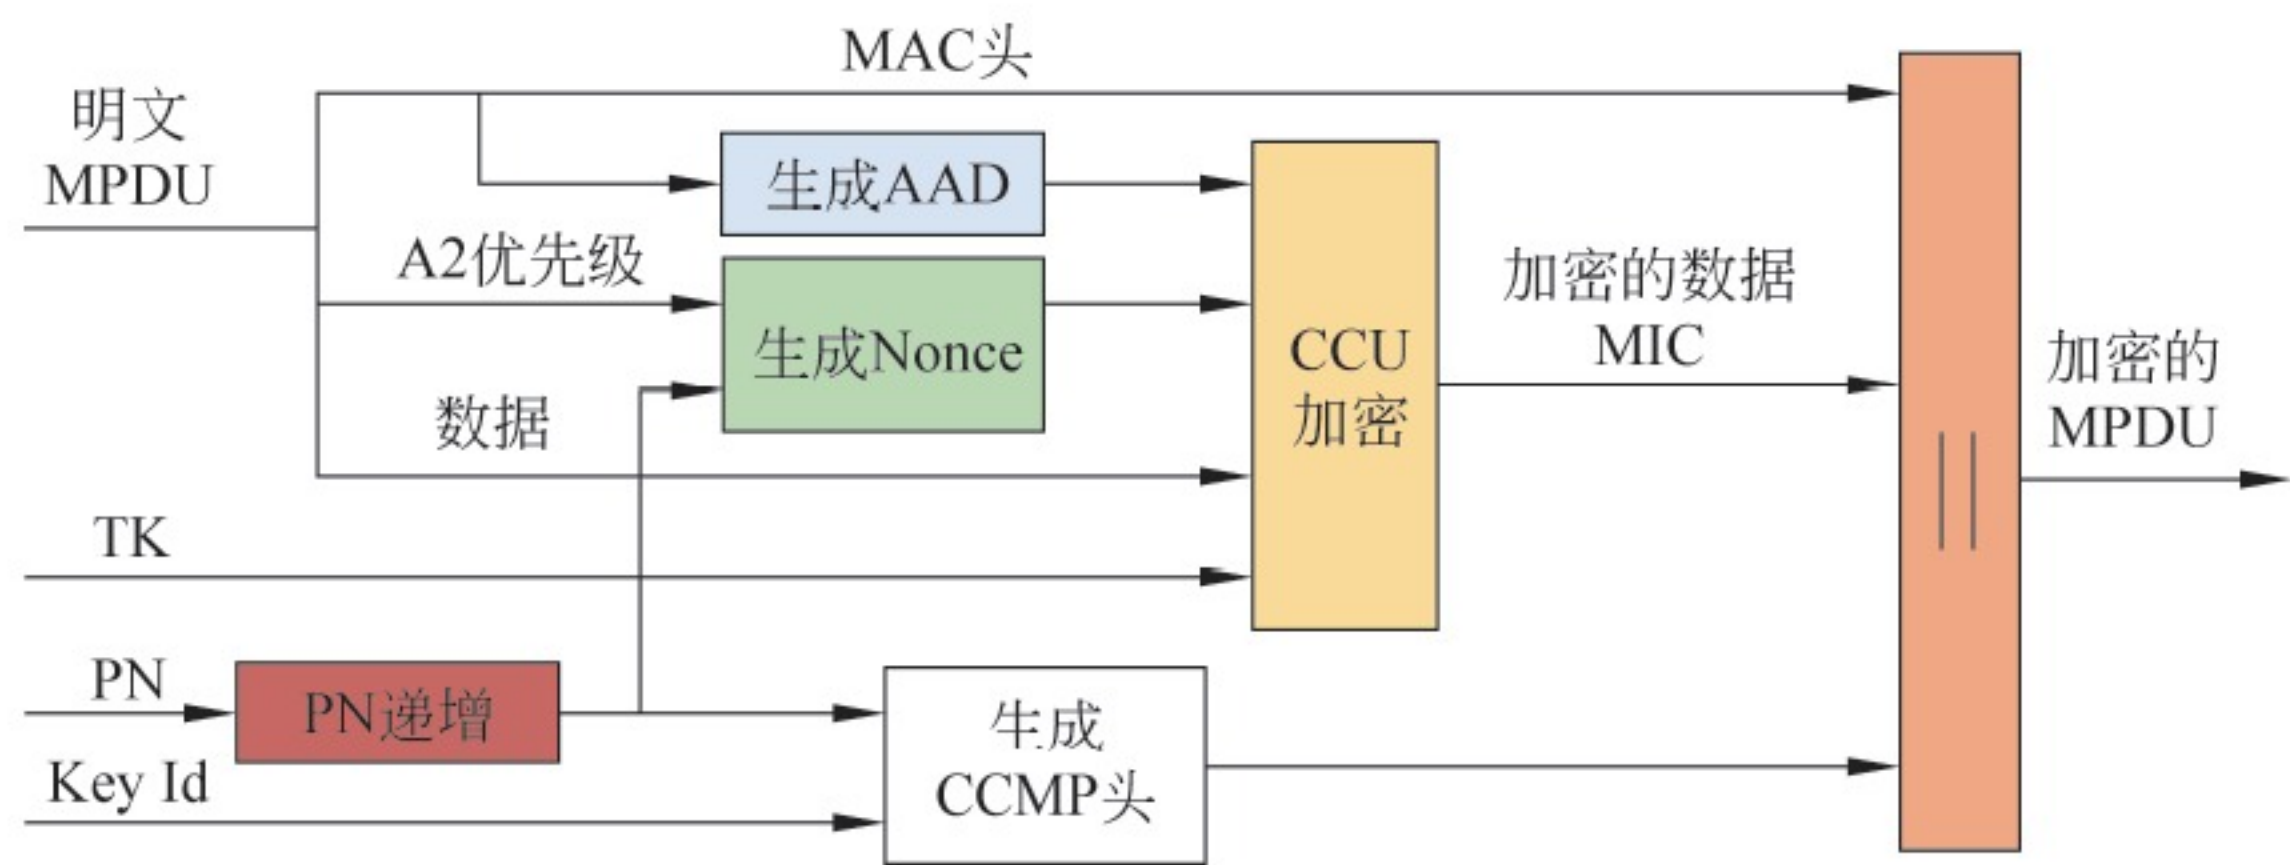 MAC头
明文
MPDU
生成AAD
A2优先级
生成Nonce
数据
CCU
加密
加密的数据
MIC
加密的
MPDU
TK
PN
PN递增
Key Id
生成
CCMP头